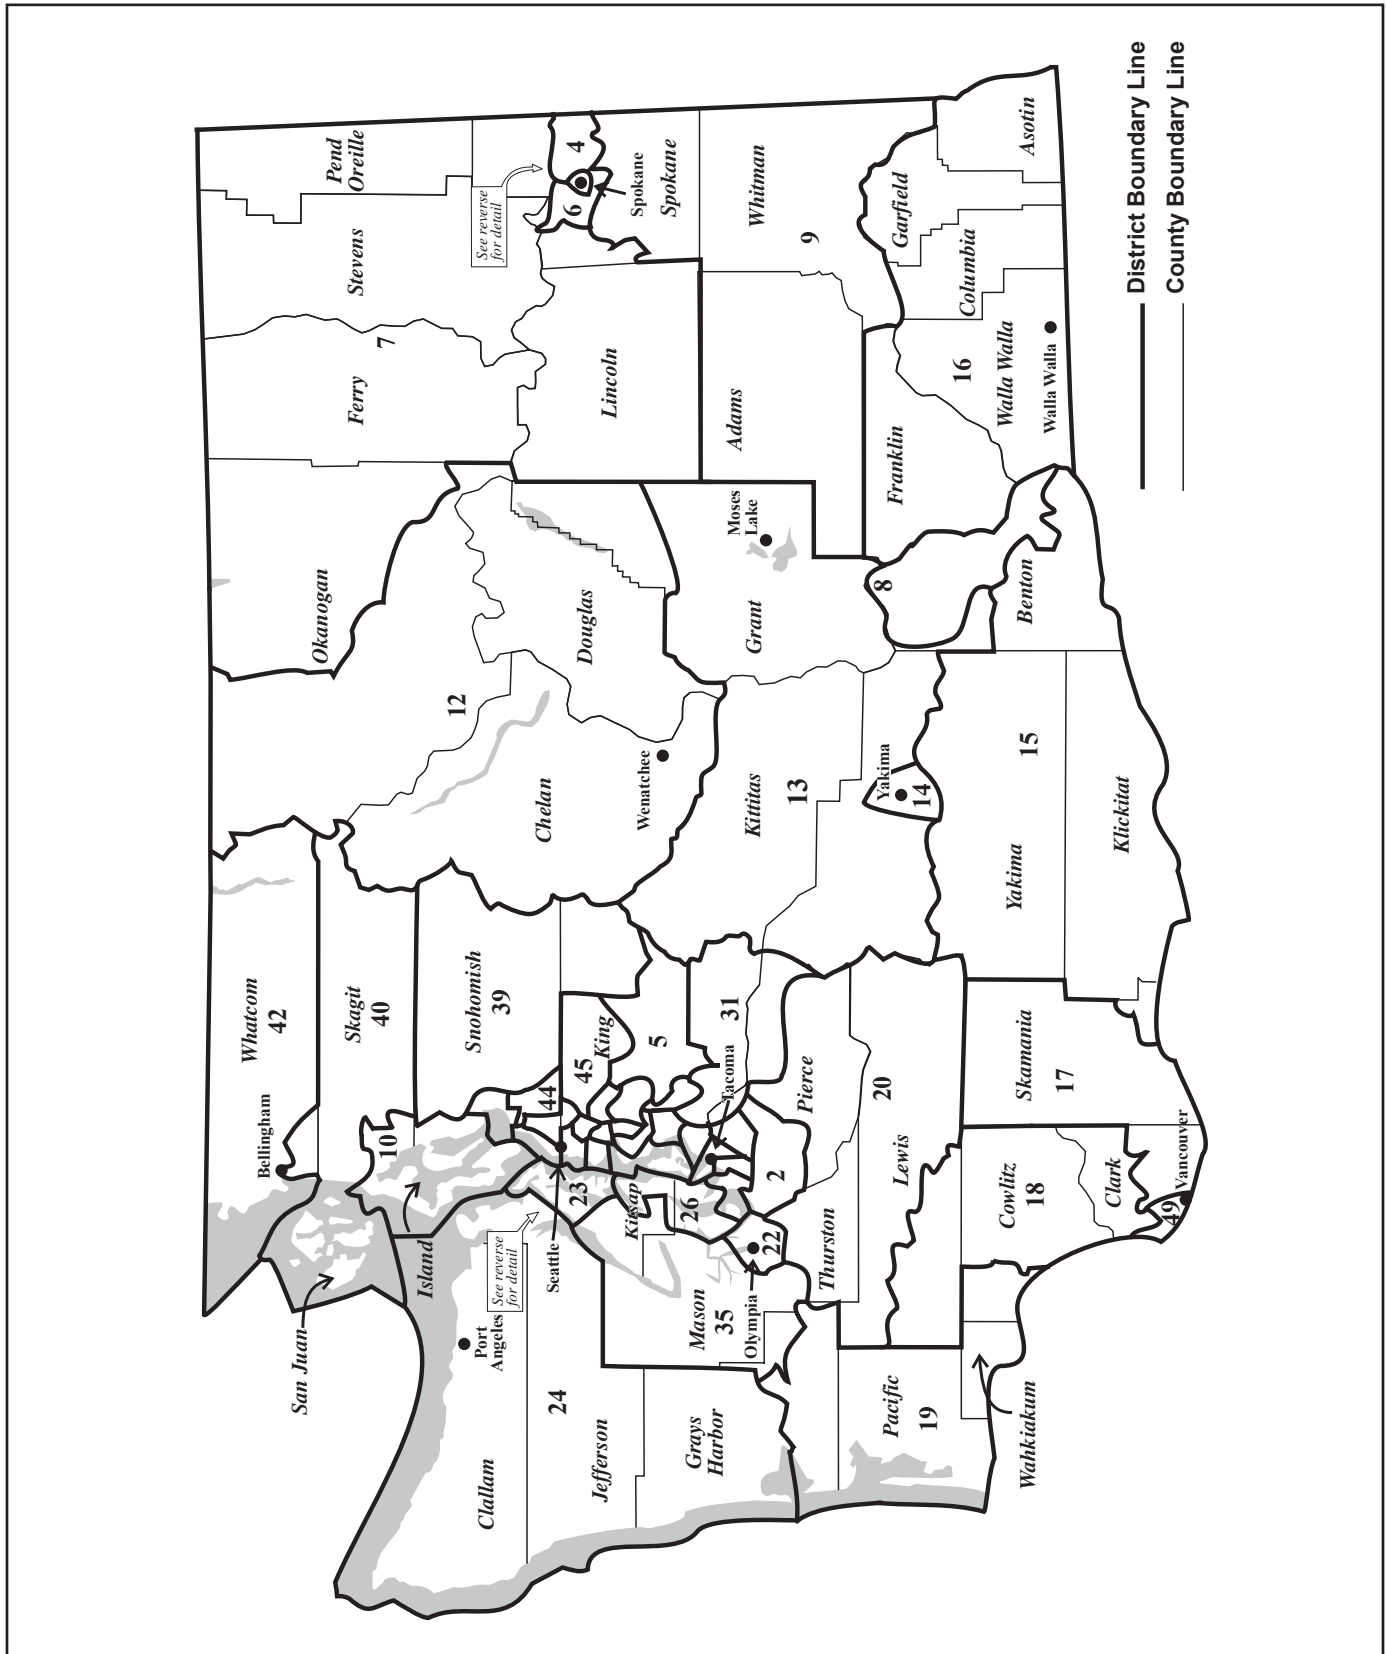 Whatcom
42
Bellingham
Skagit
40
10
San Juan
Island
Snohomish
39
Okanogan
12
Chelan
Wenatchee
Douglas
Ferry
7
Stevens
Pend
Oreille
See reverse
for detail
4
6
Spokane
Spokane
Lincoln
Port
Angeles
Clallam
24
Jefferson
See reverse
for detail
Seattle
23
Kitsap
26
44
45
King
5
31
Tacoma
Grays
Harbor
Mason
35
Olympia
22
2
Pierce
Thurston
Kittitas
13
Grant
Moses
Lake
8
Adams
Whitman
9
Yakima
14
15
Yakima
Benton
Franklin
16
Walla Walla
Walla Walla
Columbia
Garfield
Asotin
Pacific
19
Wahkiakum
Lewis
20
Cowlitz
18
Clark
49
Vancouver
Skamania
17
Klickitat
District Boundary Line
County Boundary Line